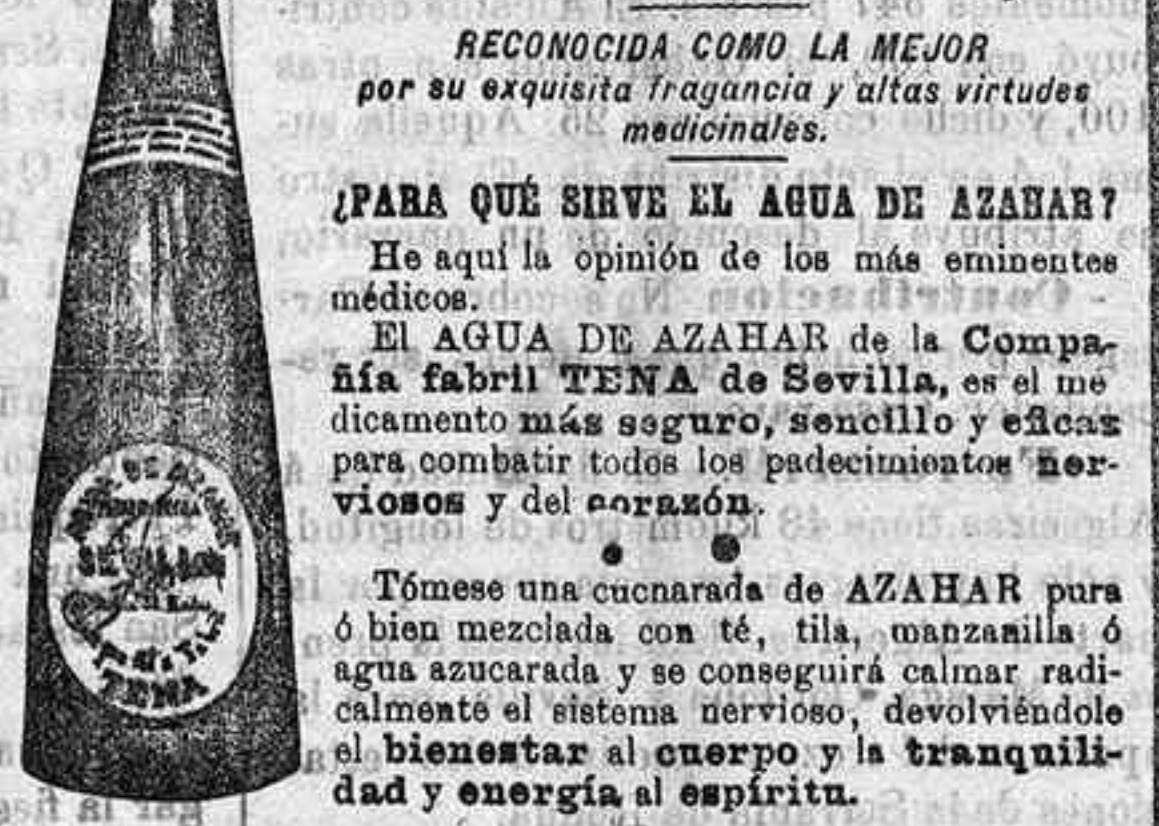 RECONOCIDA COMO LA MEJOR
por su exquisita fragancia y altas virtudes
medicinales.
¿PARA QUÉ SIRVE EL AGUA DE AZAHAR?
He aquí la opinión de los más eminentes
médicos.
El AGUA DE AZAHAR de la Compa-
ñía fabril TENA de Sevilla, es el me
dicamento más seguro, sencillo y eficaz
para combatir todos los padecimientos ner-
viosos y del corazón.
Tómese una cucharada de AZAHAR pura
ó bien mezclada con té, tila, manzanilla ó
agua azucarada y se conseguirá calmar radi-
calmente el sistema nervioso, devolviéndole
el bienestar al cuerpo y la tranquili-
dad y energía al espíritu.
TENA